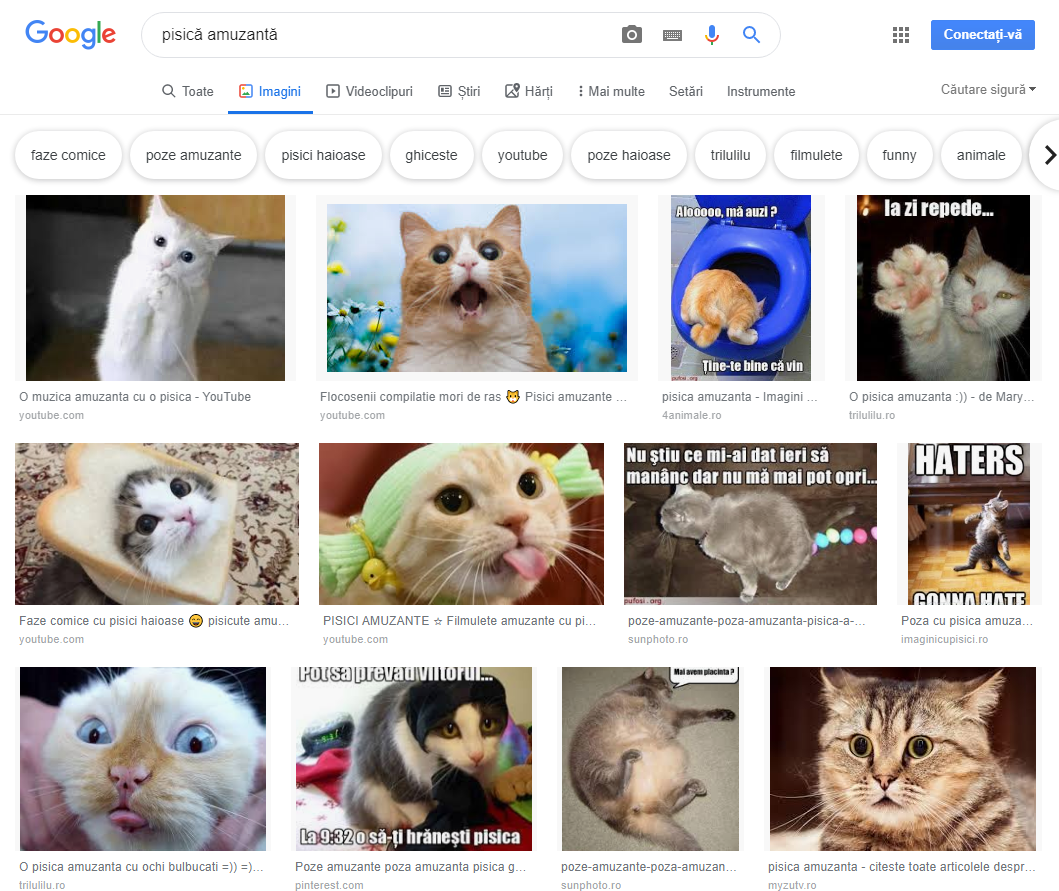 Google
pisică amuzantă
Conectați-vă
Toate
Imagini
Videoclipuri
Știri
Hărți
Mai multe
Setări
Instrumente
Căutare sigură
faze comice
poze amuzante
pisici haioase
ghiceste
youtube
poze haioase
trilulilu
filmulete
funny
animale
Alooooo, mă auzi ?
Ţine-te bine că vin
pufosi.org
Ia zi repede...
O muzica amuzanta cu o pisica - YouTube
youtube.com
Flocosenii compilatie mori de ras 🐱 Pisici amuzante ...
youtube.com
pisica amuzanta - Imagini ...
4animale.ro
O pisica amuzanta :)) - de Mary...
trilulilu.ro
Nu ştiu ce mi-ai dat ieri să
manânc dar nu mă mai pot opri...
pufosi.org
HATERS
GONNA HATE
Faze comice cu pisici haioase 😄 pisicute amu...
youtube.com
PISICI AMUZANTE ☆ Filmulete amuzante cu pi...
youtube.com
poze-amuzante-poza-amuzanta-pisica-a-...
sunphoto.ro
Poza cu pisica amuza...
imaginicupisici.ro
Pot să prevăd viitorul...
La 9:32 o să-ți hrănești pisica
Mai avem placinta ?
O pisica amuzanta cu ochi bulbucati =)) =)...
trilulilu.ro
Poze amuzante poza amuzanta pisica g...
pinterest.com
poze-amuzante-poza-amuzan...
sunphoto.ro
pisica amuzanta - citeste toate articolele despr...
myzutv.ro